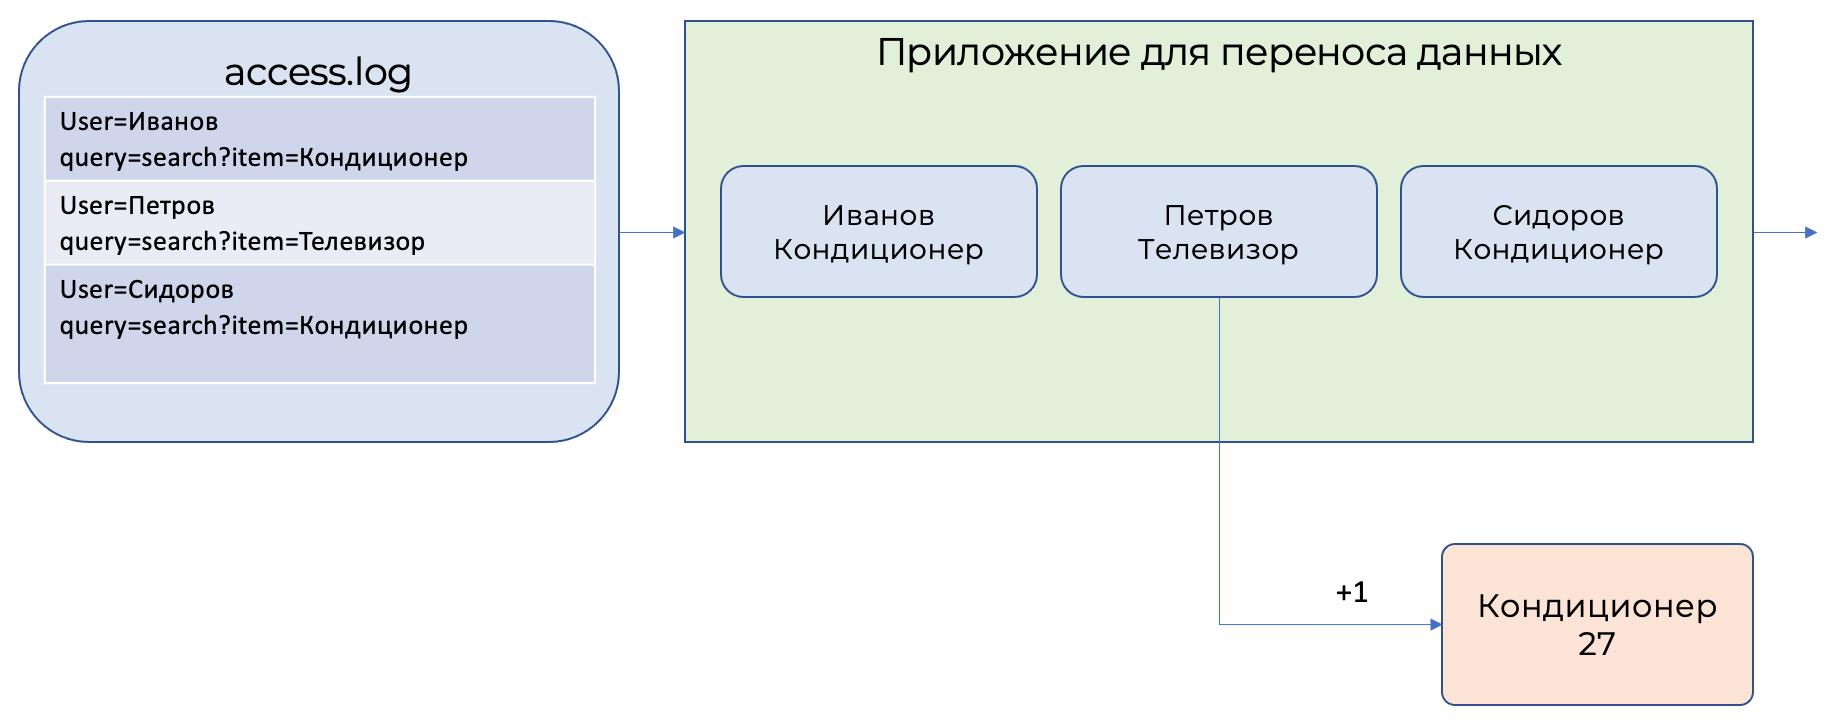 access.log
User=Иванов
query=search?item=Кондиционер
User=Петров
query=search?item=Телевизор
User=Сидоров
query=search?item=Кондиционер
Приложение для переноса данных
Иванов
Кондиционер
Петров
Телевизор
Сидоров
Кондиционер
+1
Кондиционер
27